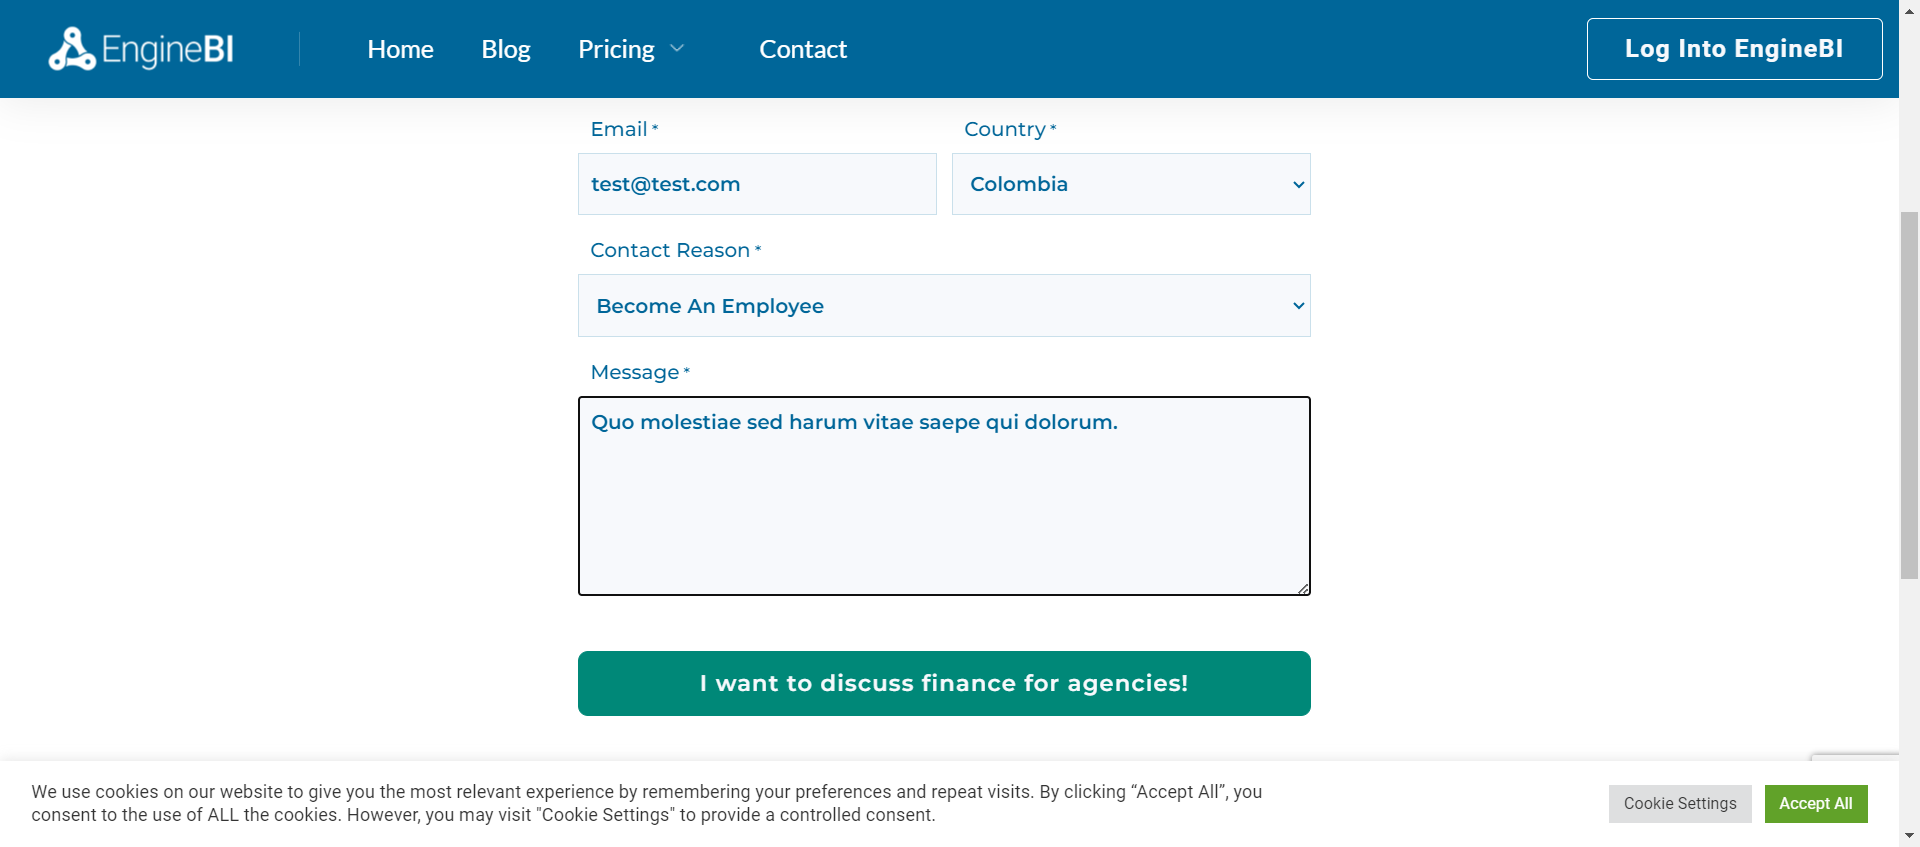 EngineBI
Home
Blog
Pricing
Contact
Log Into EngineBI
Email *
Country *
test@test.com
Colombia
Contact Reason *
Become An Employee
Message *
Quo molestiae sed harum vitae saepe qui dolorum.
I want to discuss finance for agencies!
We use cookies on our website to give you the most relevant experience by remembering your preferences and repeat visits. By clicking “Accept All”, you
consent to the use of ALL the cookies. However, you may visit "Cookie Settings" to provide a controlled consent.
Cookie Settings
Accept All